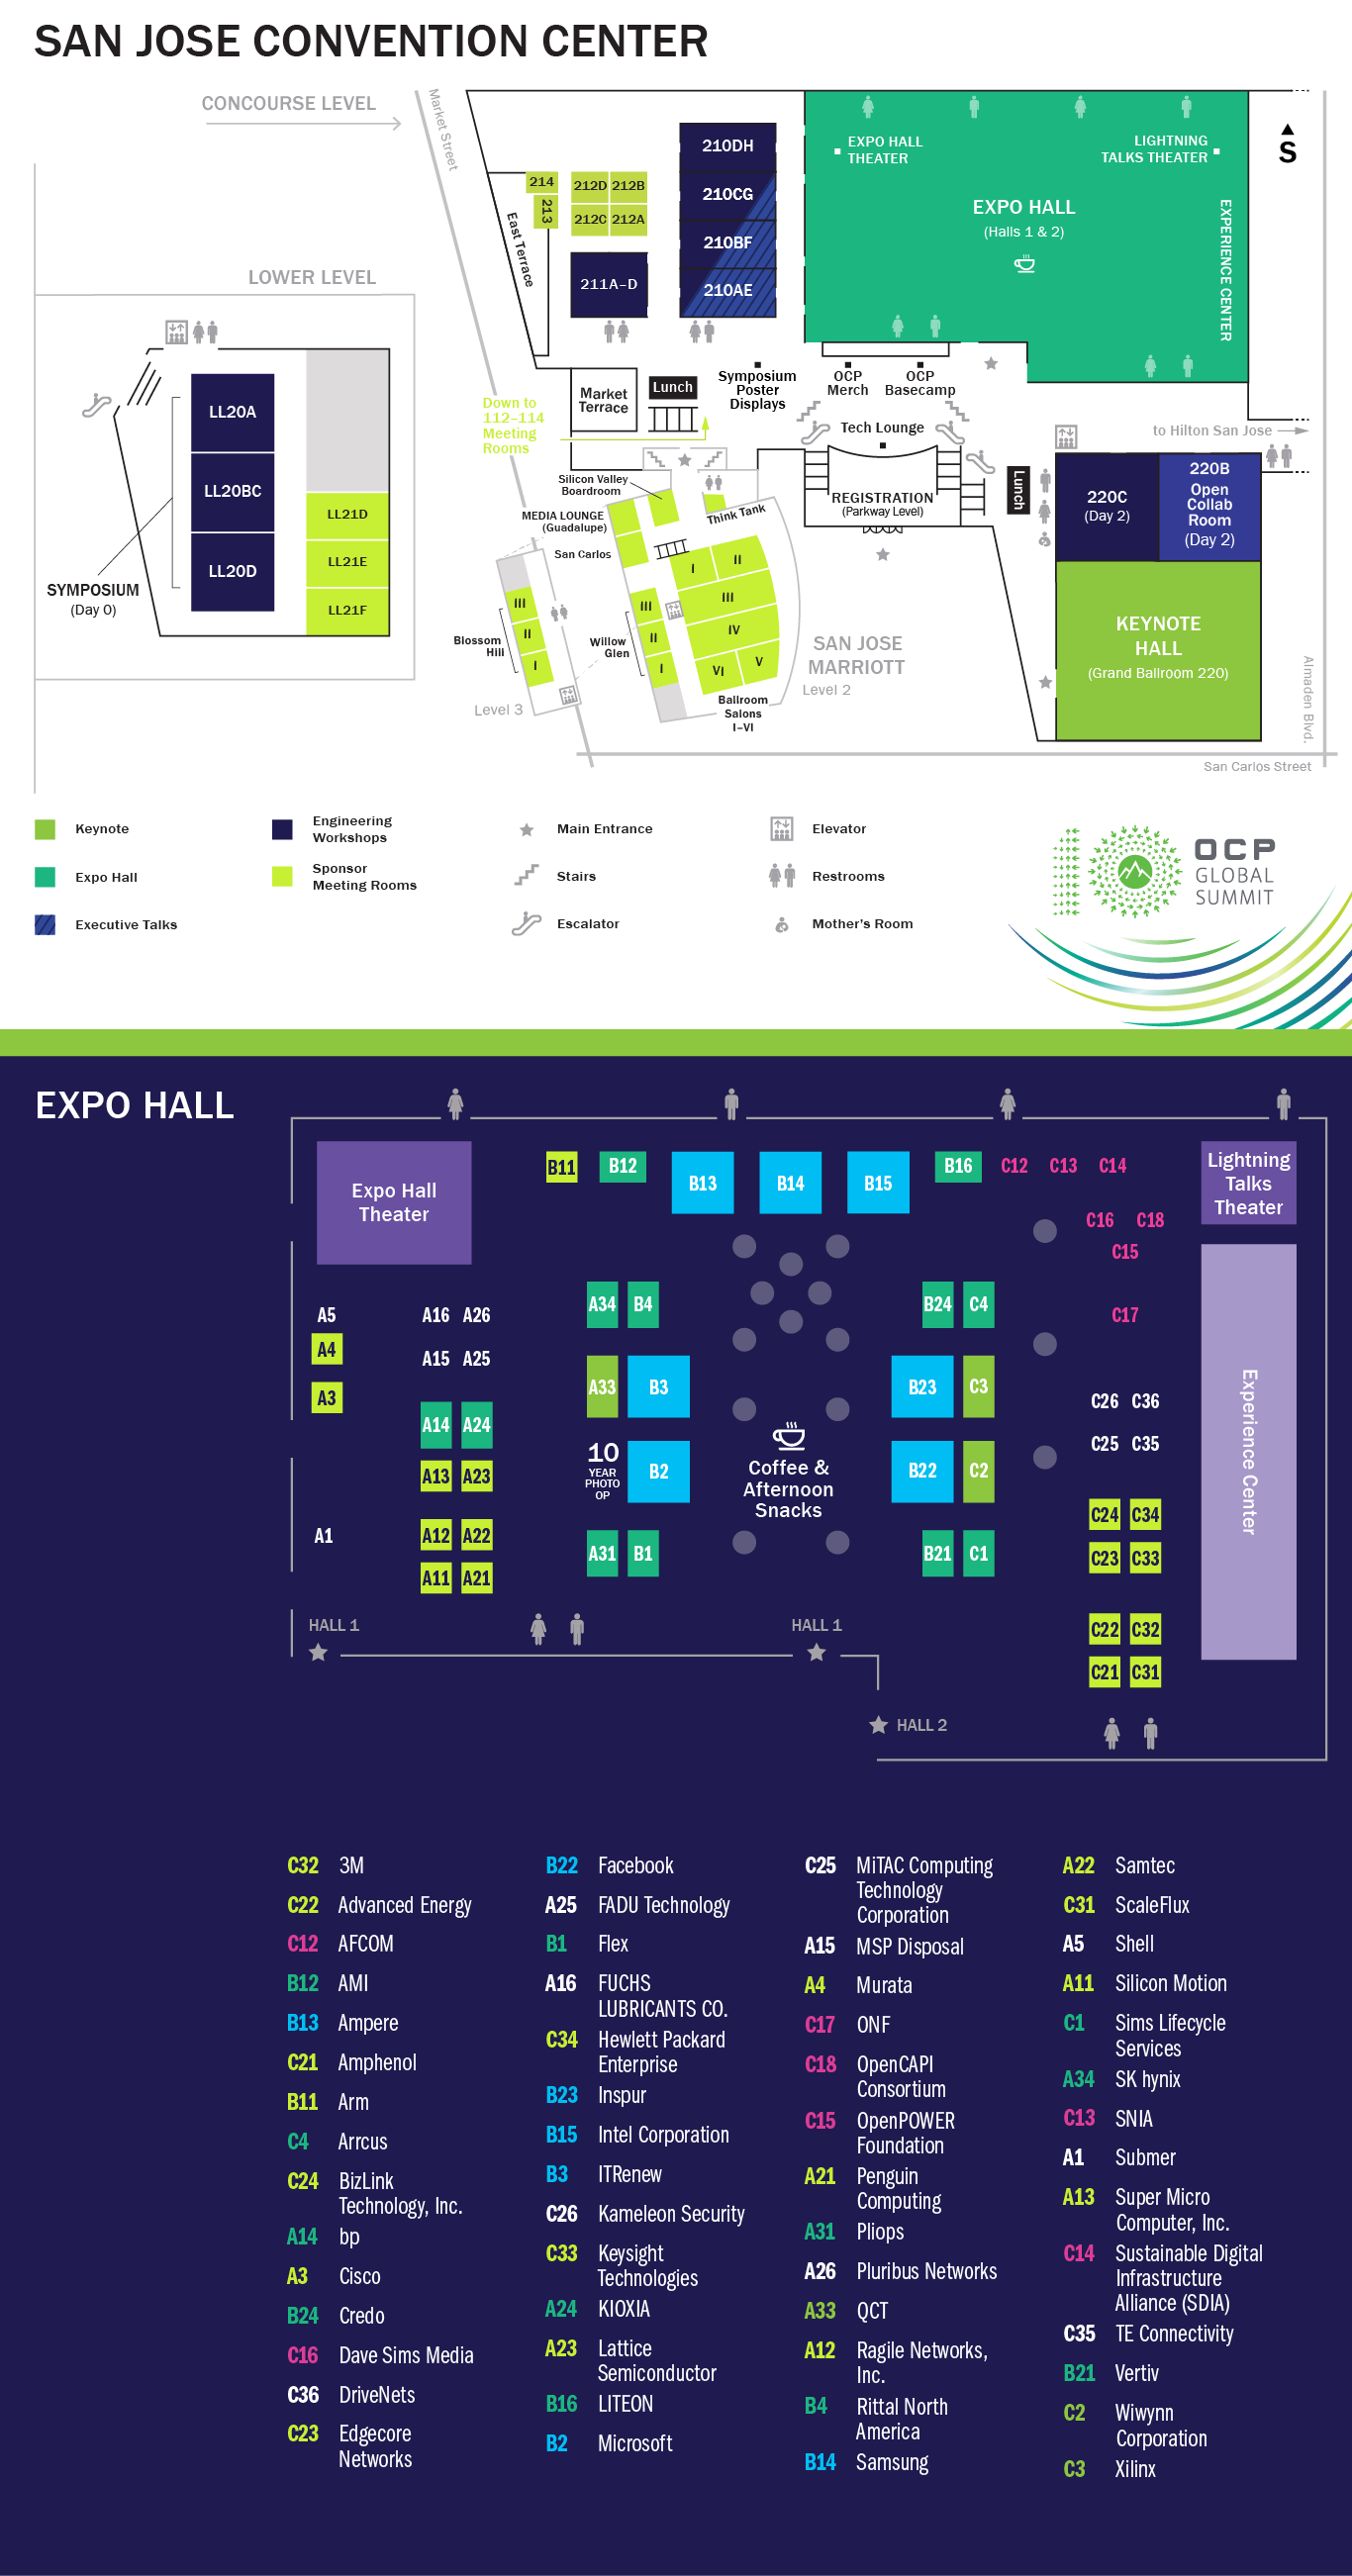 SAN JOSE CONVENTION CENTER
CONCOURSE LEVEL
Market Street
210DH
EXPO HALL
THEATER
LIGHTNING
TALKS THEATER
S
214
213
212D
212B
212C
212A
210CG
210BF
210AE
211A–D
East Terrace
EXPO HALL
(Halls 1 & 2)
EXPERIENCE CENTER
LOWER LEVEL
LL20A
LL20BC
LL20D
LL21D
LL21E
LL21F
SYMPOSIUM
(Day 0)
Market
Terrace
Lunch
Symposium
Poster
Displays
OCP
Merch
OCP
Basecamp
Down to
112–114
Meeting
Rooms
Tech Lounge
to Hilton San Jose
Silicon Valley
Boardroom
MEDIA LOUNGE
(Guadalupe)
San Carlos
Think Tank
REGISTRATION
(Parkway Level)
Lunch
220C
(Day 2)
220B
Open
Collab
Room
(Day 2)
I
II
III
IV
V
VI
III
II
I
Blossom
Hill
III
II
I
Willow
Glen
SAN JOSE
MARRIOTT
Level 2
Level 3
Ballroom
Salons
I–VI
KEYNOTE
HALL
(Grand Ballroom 220)
Almaden Blvd.
San Carlos Street
Keynote
Expo Hall
Executive Talks
Engineering
Workshops
Sponsor
Meeting Rooms
Main Entrance
Stairs
Escalator
Elevator
Restrooms
Mother's Room
OCP
GLOBAL
SUMMIT
EXPO HALL
Expo Hall
Theater
B11
B12
B13
B14
B15
B16
C12
C13
C14
Lightning
Talks
Theater
C16
C18
C15
C17
A5
A4
A3
A16
A26
A15
A25
A34
B4
B24
C4
A33
B3
B23
C3
A14
A24
A13
A23
10
YEAR
PHOTO
OP
B2
Coffee &
Afternoon
Snacks
B22
C2
C26
C36
C25
C35
Experience Center
A1
A12
A22
A11
A21
A31
B1
B21
C1
C24
C34
C23
C33
C22
C32
C21
C31
HALL 1
HALL 1
HALL 2
C32 3M
C22 Advanced Energy
C12 AFCOM
B12 AMI
B13 Ampere
C21 Amphenol
B11 Arm
C4 Arrcus
C24 BizLink
Technology, Inc.
A14 bp
A3 Cisco
B24 Credo
C16 Dave Sims Media
C36 DriveNets
C23 Edgecore
Networks
B22 Facebook
A25 FADU Technology
B1 Flex
A16 FUCHS
LUBRICANTS CO.
C34 Hewlett Packard
Enterprise
B23 Inspur
B15 Intel Corporation
B3 ITRenew
C26 Kameleon Security
C33 Keysight
Technologies
A24 KIOXIA
A23 Lattice
Semiconductor
B16 LITEON
B2 Microsoft
C25 MiTAC Computing
Technology
Corporation
A15 MSP Disposal
A4 Murata
C17 ONF
C18 OpenCAPI
Consortium
C15 OpenPOWER
Foundation
A21 Penguin
Computing
A31 Pliops
A26 Pluribus Networks
A33 QCT
A12 Ragile Networks,
Inc.
B4 Rittal North
America
B14 Samsung
A22 Samtec
C31 ScaleFlux
A5 Shell
A11 Silicon Motion
C1 Sims Lifecycle
Services
A34 SK hynix
C13 SNIA
A1 Submer
A13 Super Micro
Computer, Inc.
C14 Sustainable Digital
Infrastructure
Alliance (SDIA)
C35 TE Connectivity
B21 Vertiv
C2 Wiwynn
Corporation
C3 Xilinx